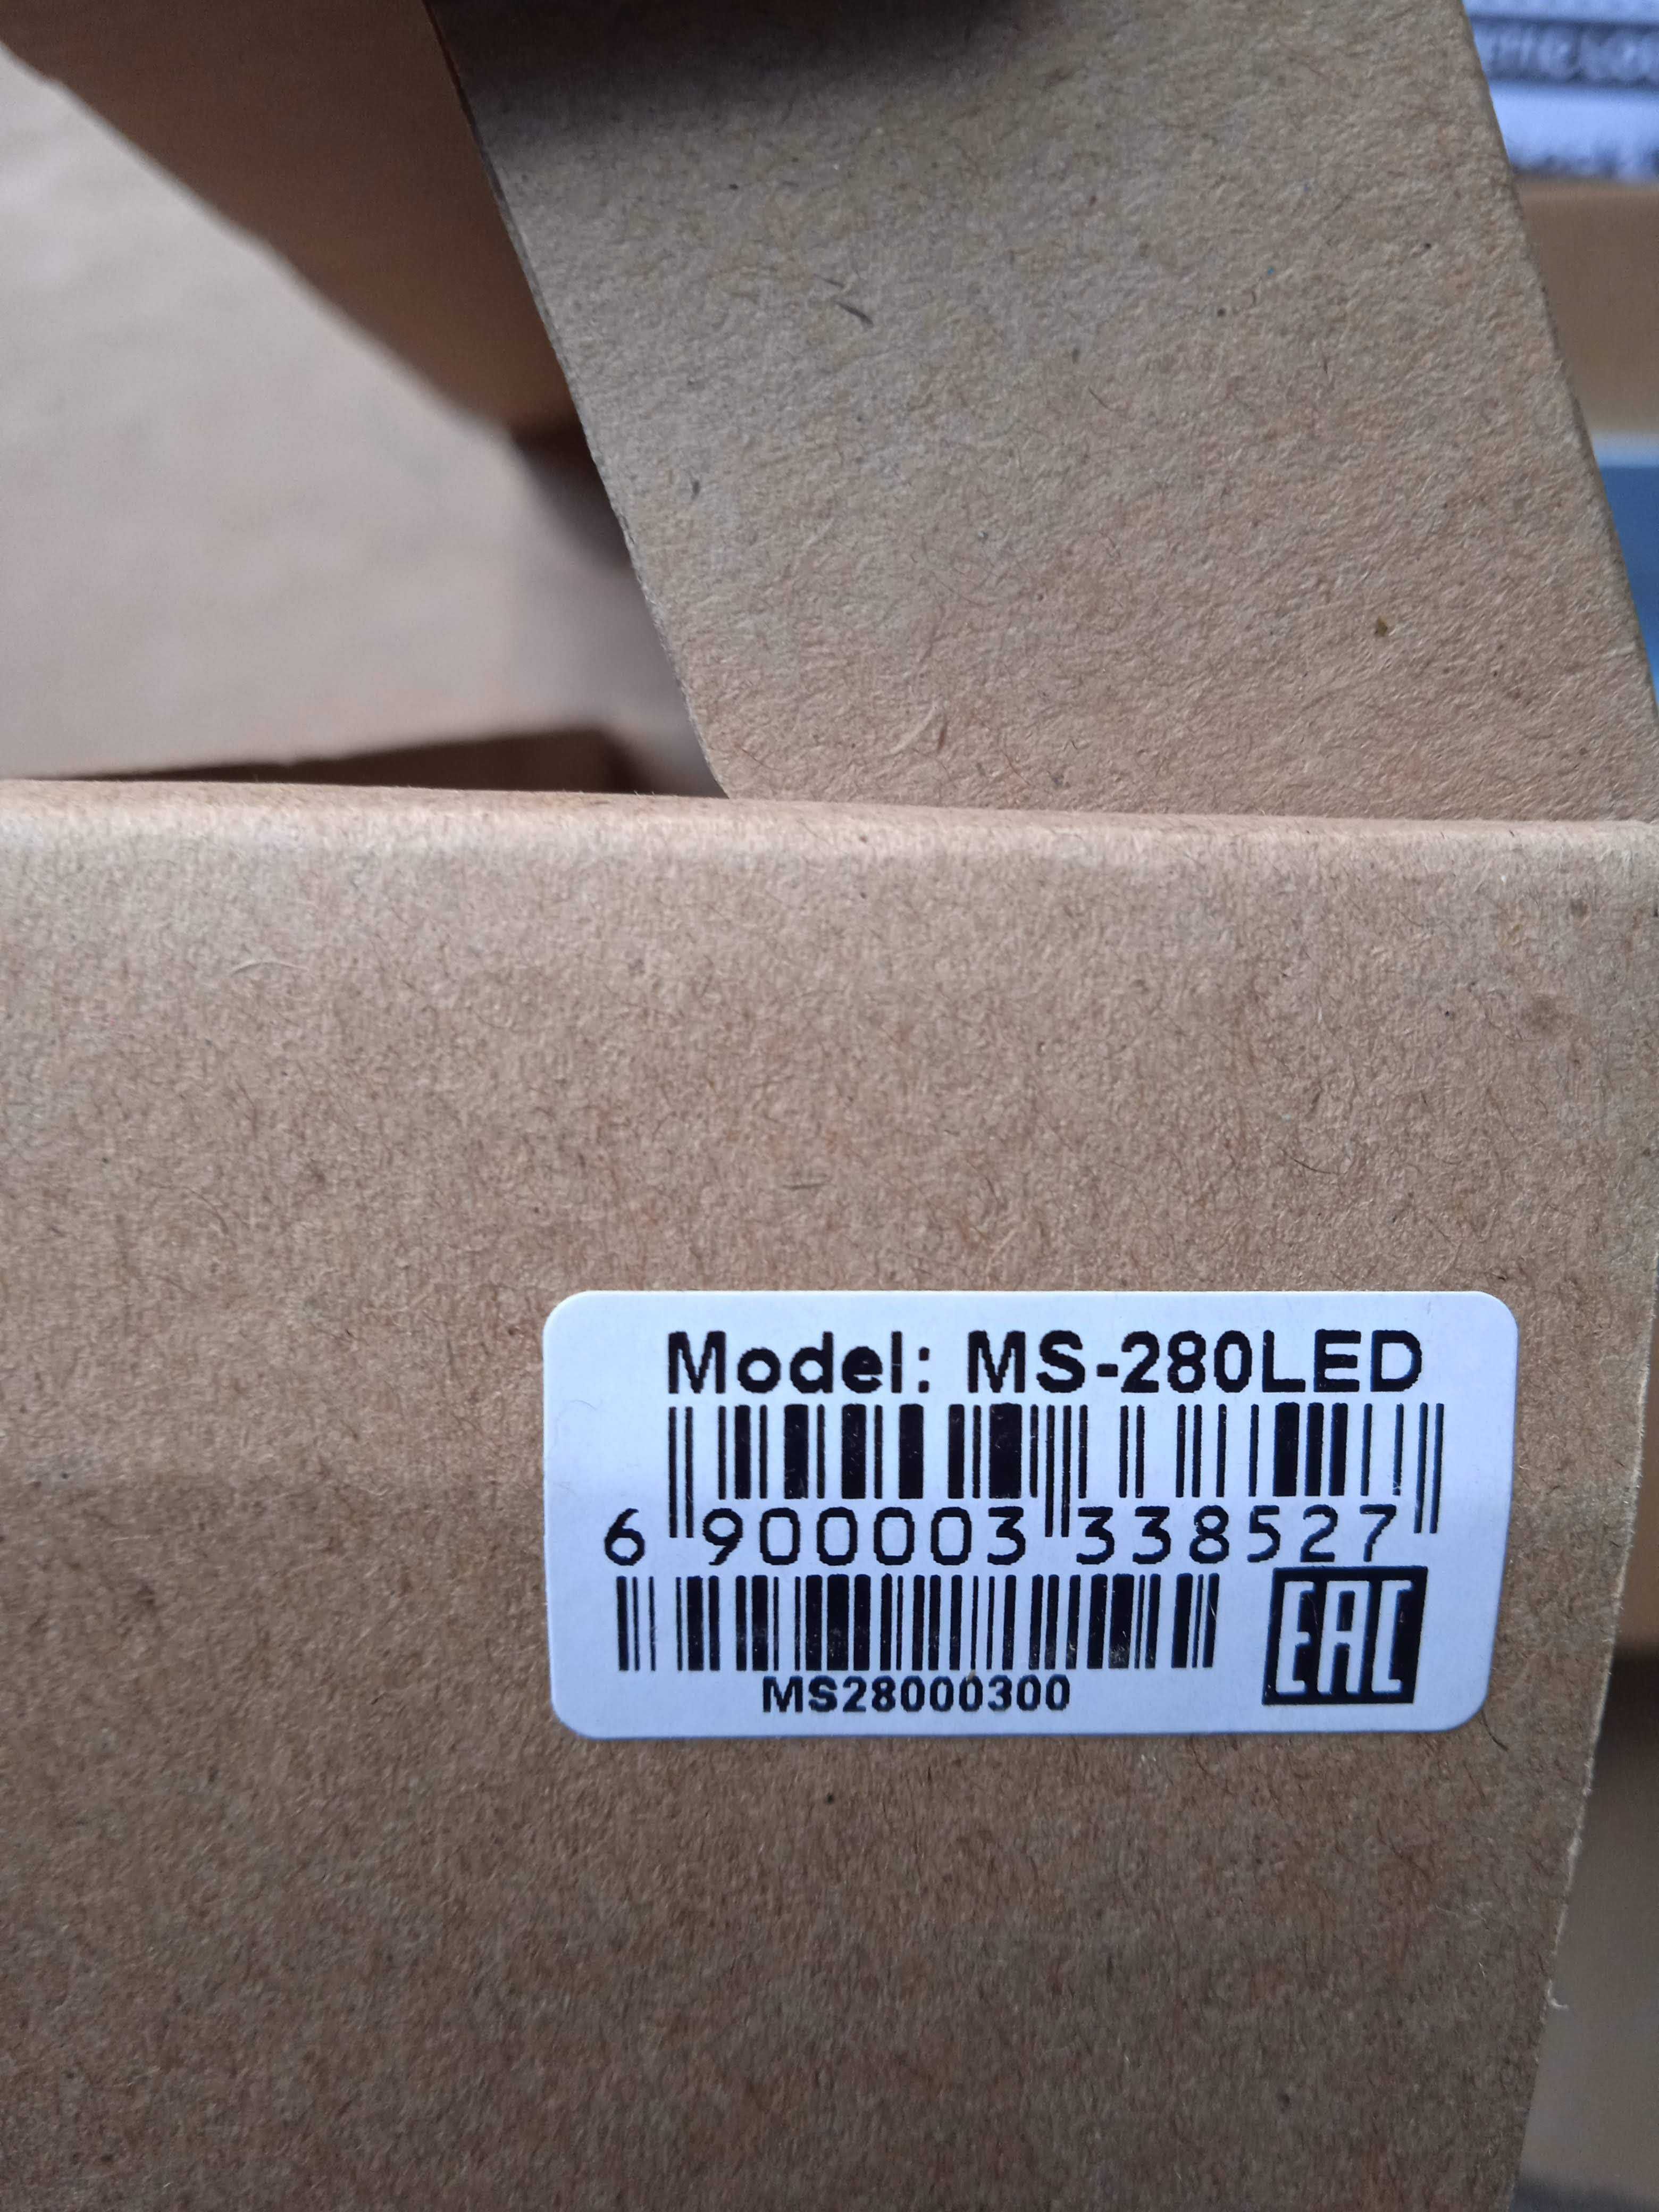 Model: MS-280LED
6 900003 338527
MS28000300
EAC